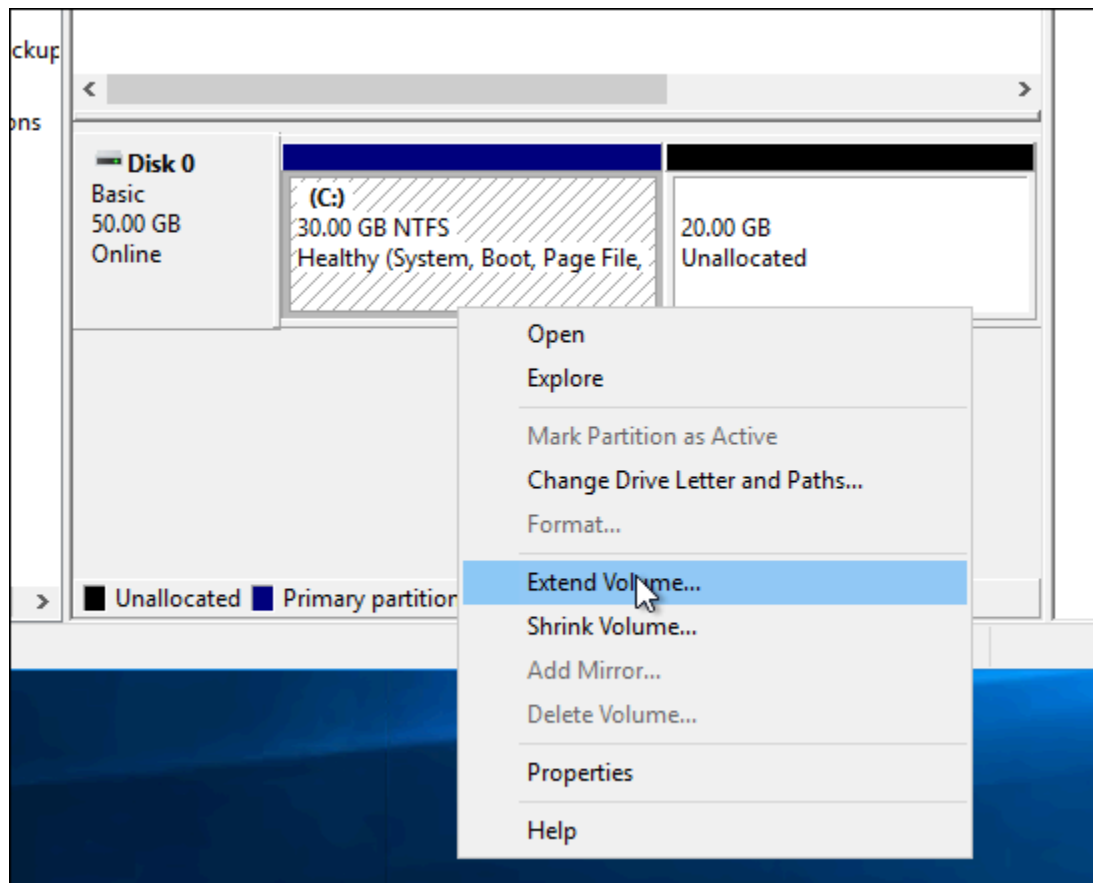 ckup
ons
Disk 0
Basic
50.00 GB
Online
(C:)
30.00 GB NTFS
Healthy (System, Boot, Page File,
20.00 GB
Unallocated
Open
Explore
Mark Partition as Active
Change Drive Letter and Paths...
Format...
Extend Volume...
Shrink Volume...
Add Mirror...
Delete Volume...
Properties
Help
Unallocated Primary partition